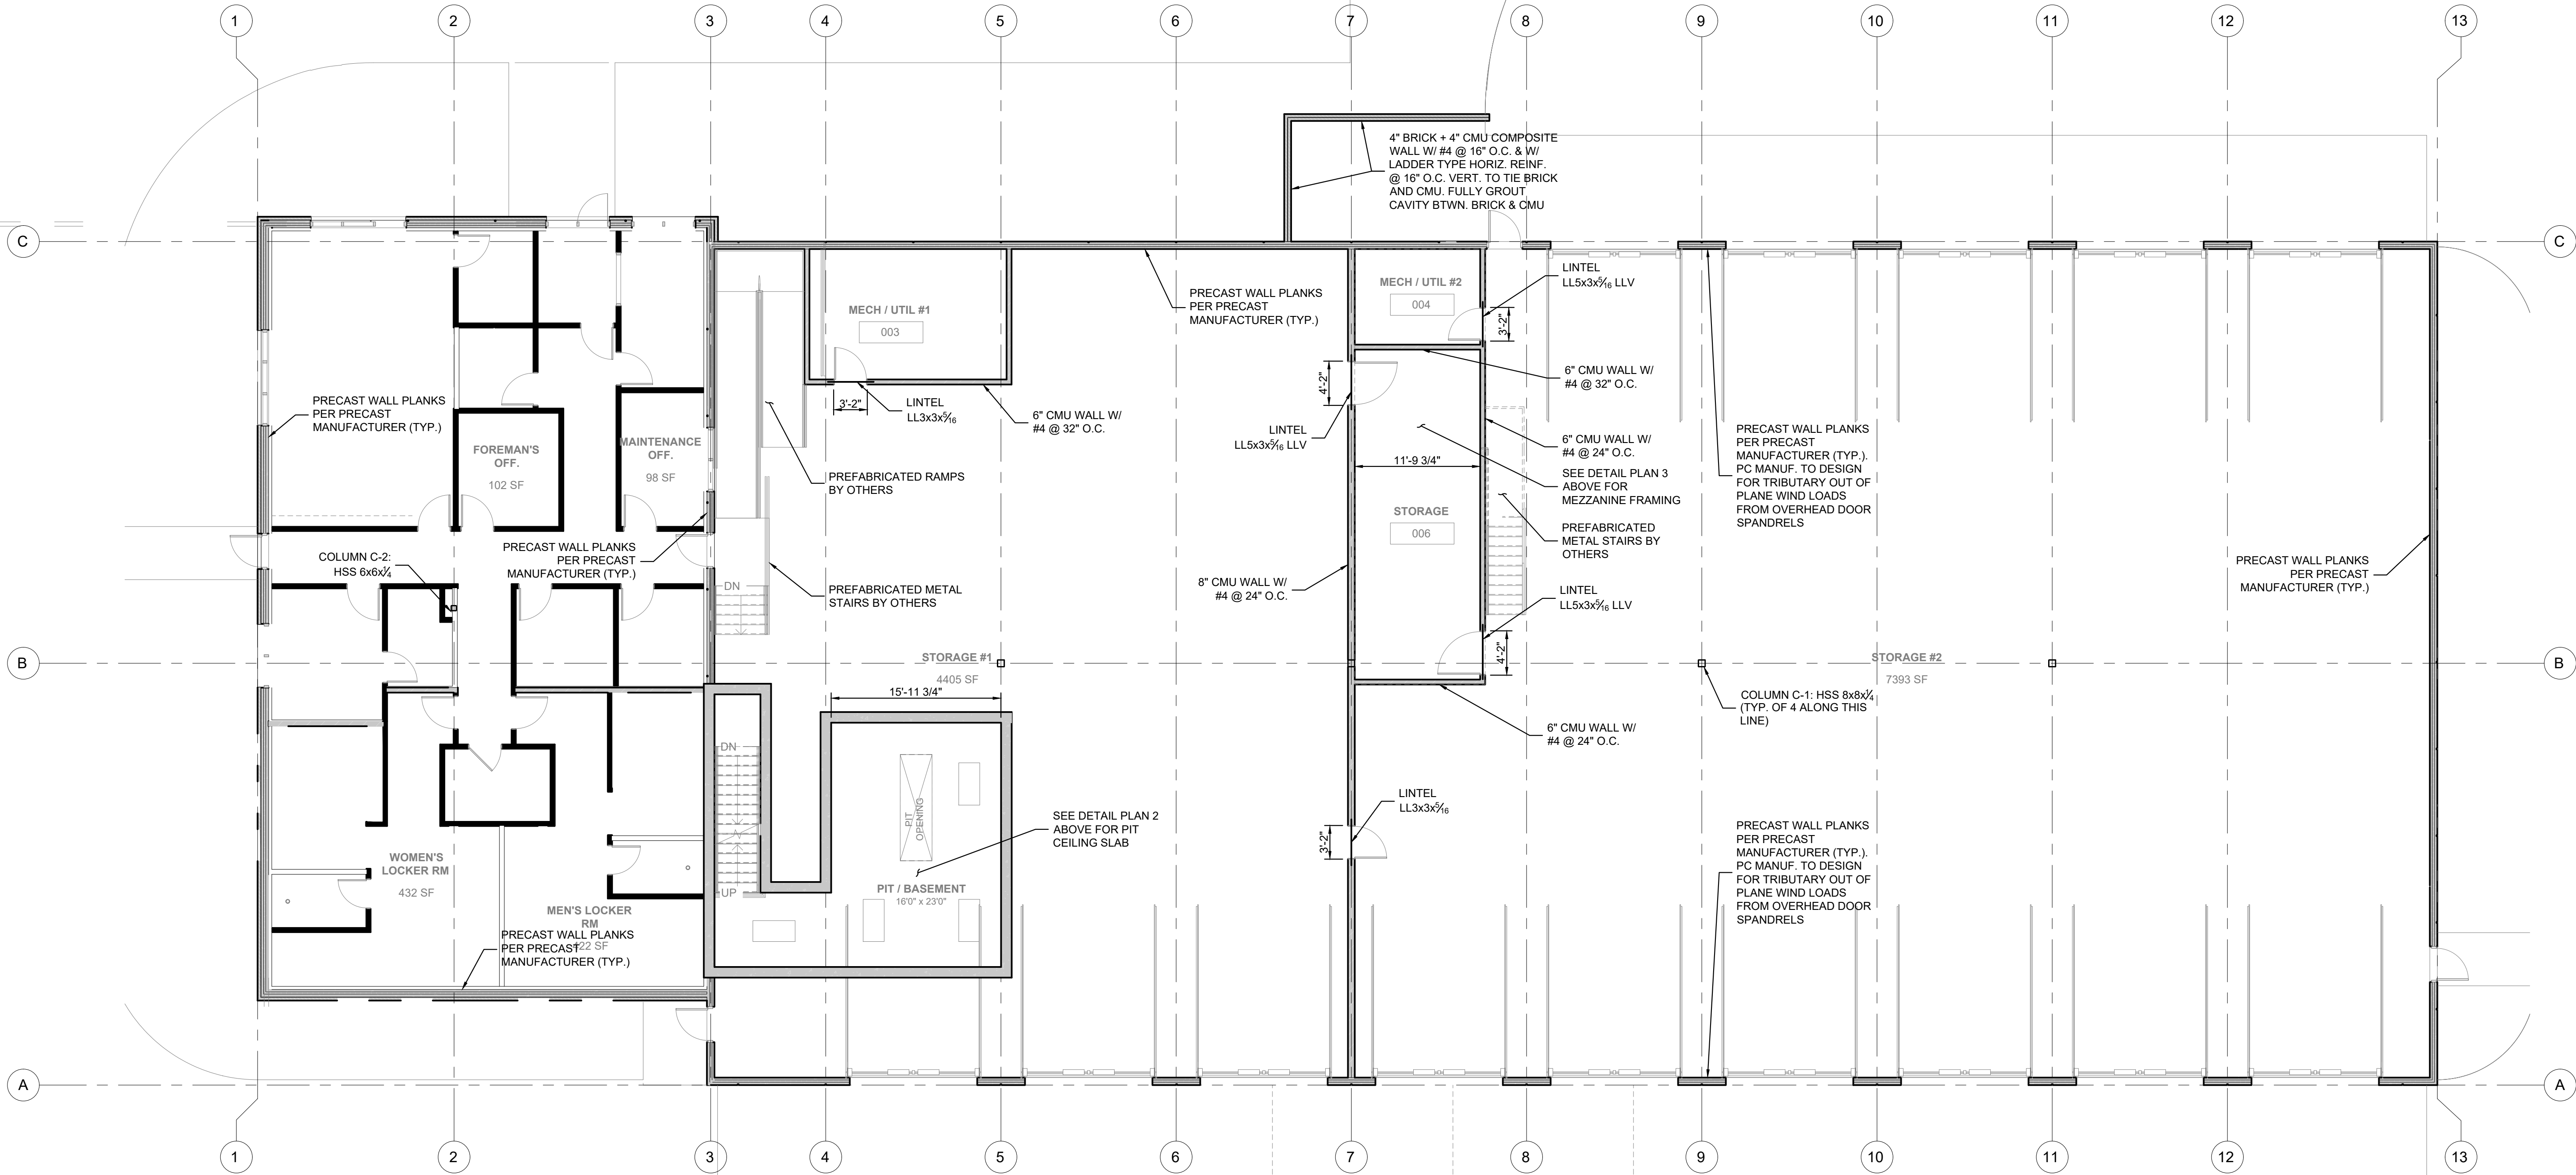 1
2
3
4
5
6
7
8
9
10
11
12
13
4" BRICK + 4" CMU COMPOSITE
WALL W/ #4 @ 16" O.C. & W/
LADDER TYPE HORIZ. REINF.
@ 16" O.C. VERT. TO TIE BRICK
AND CMU. FULLY GROUT
CAVITY BTWN. BRICK & CMU
C
C
MECH / UTIL #1
003
PRECAST WALL PLANKS
PER PRECAST
MANUFACTURER (TYP.)
MECH / UTIL #2
004
LINTEL
LL5x3x5/16 LLV
3'-2"
PRECAST WALL PLANKS
PER PRECAST
MANUFACTURER (TYP.)
3'-2"
LINTEL
LL3x3x5/16
6" CMU WALL W/
#4 @ 32" O.C.
4'-2"
LINTEL
LL5x3x5/16 LLV
6" CMU WALL W/
#4 @ 32" O.C.
FOREMAN'S
OFF.
102 SF
MAINTENANCE
OFF.
98 SF
PREFABRICATED RAMPS
BY OTHERS
11'-9 3/4"
6" CMU WALL W/
#4 @ 24" O.C.
SEE DETAIL PLAN 3
ABOVE FOR
MEZZANINE FRAMING
PRECAST WALL PLANKS
PER PRECAST
MANUFACTURER (TYP.).
PC MANUF. TO DESIGN
FOR TRIBUTARY OUT OF
PLANE WIND LOADS
FROM OVERHEAD DOOR
SPANDRELS
STORAGE
006
PREFABRICATED
METAL STAIRS BY
OTHERS
COLUMN C-2:
HSS 6x6x1/4
PRECAST WALL PLANKS
PER PRECAST
MANUFACTURER (TYP.)
DN
PREFABRICATED METAL
STAIRS BY OTHERS
8" CMU WALL W/
#4 @ 24" O.C.
LINTEL
LL5x3x5/16 LLV
4'-2"
PRECAST WALL PLANKS
PER PRECAST
MANUFACTURER (TYP.)
B
B
STORAGE #1
4405 SF
STORAGE #2
7393 SF
15'-11 3/4"
COLUMN C-1: HSS 8x8x1/4
(TYP. OF 4 ALONG THIS
LINE)
6" CMU WALL W/
#4 @ 24" O.C.
DN
UP
PIT
OPENING
SEE DETAIL PLAN 2
ABOVE FOR PIT
CEILING SLAB
LINTEL
LL3x3x5/16
3'-2"
PRECAST WALL PLANKS
PER PRECAST
MANUFACTURER (TYP.).
PC MANUF. TO DESIGN
FOR TRIBUTARY OUT OF
PLANE WIND LOADS
FROM OVERHEAD DOOR
SPANDRELS
WOMEN'S
LOCKER RM
432 SF
PIT / BASEMENT
16'0" x 23'0"
MEN'S LOCKER
RM
SF
PRECAST WALL PLANKS
PER PRECAST
MANUFACTURER (TYP.)
A
A
1
2
3
4
5
6
7
8
9
10
11
12
13